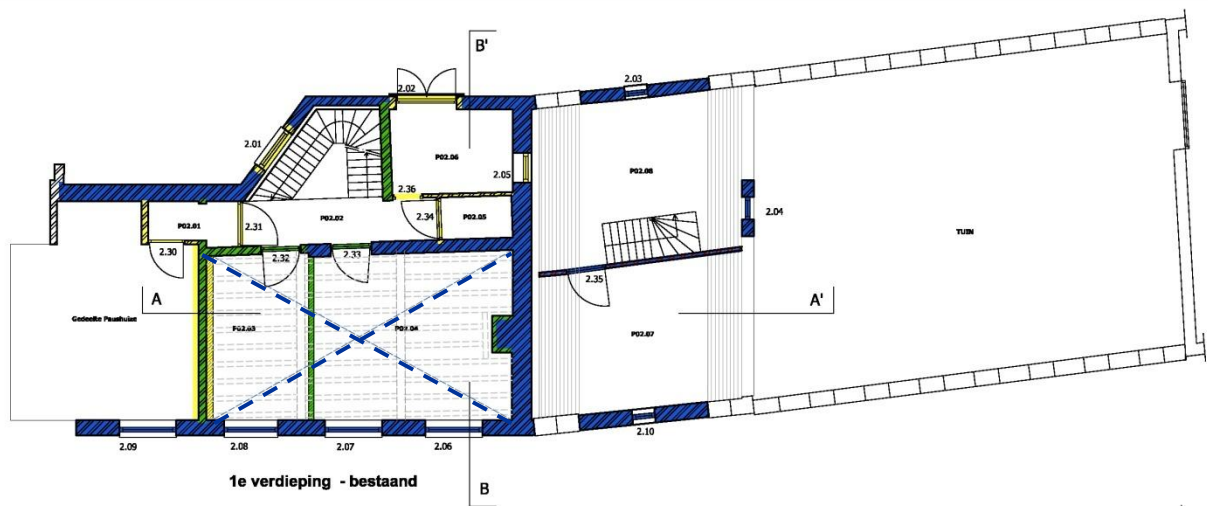 B'
2.02
2.03
2.01
P02.06
2.05
P02.08
2.36
P02.01
2.31
P02.02
2.34
P02.05
2.04
TUIN
2.30
2.32
2.33
2.35
A
A'
Gedeelte Paushuize
P02.03
P02.04
P02.07
2.09
2.08
2.07
2.06
2.10
1e verdieping - bestaand
B